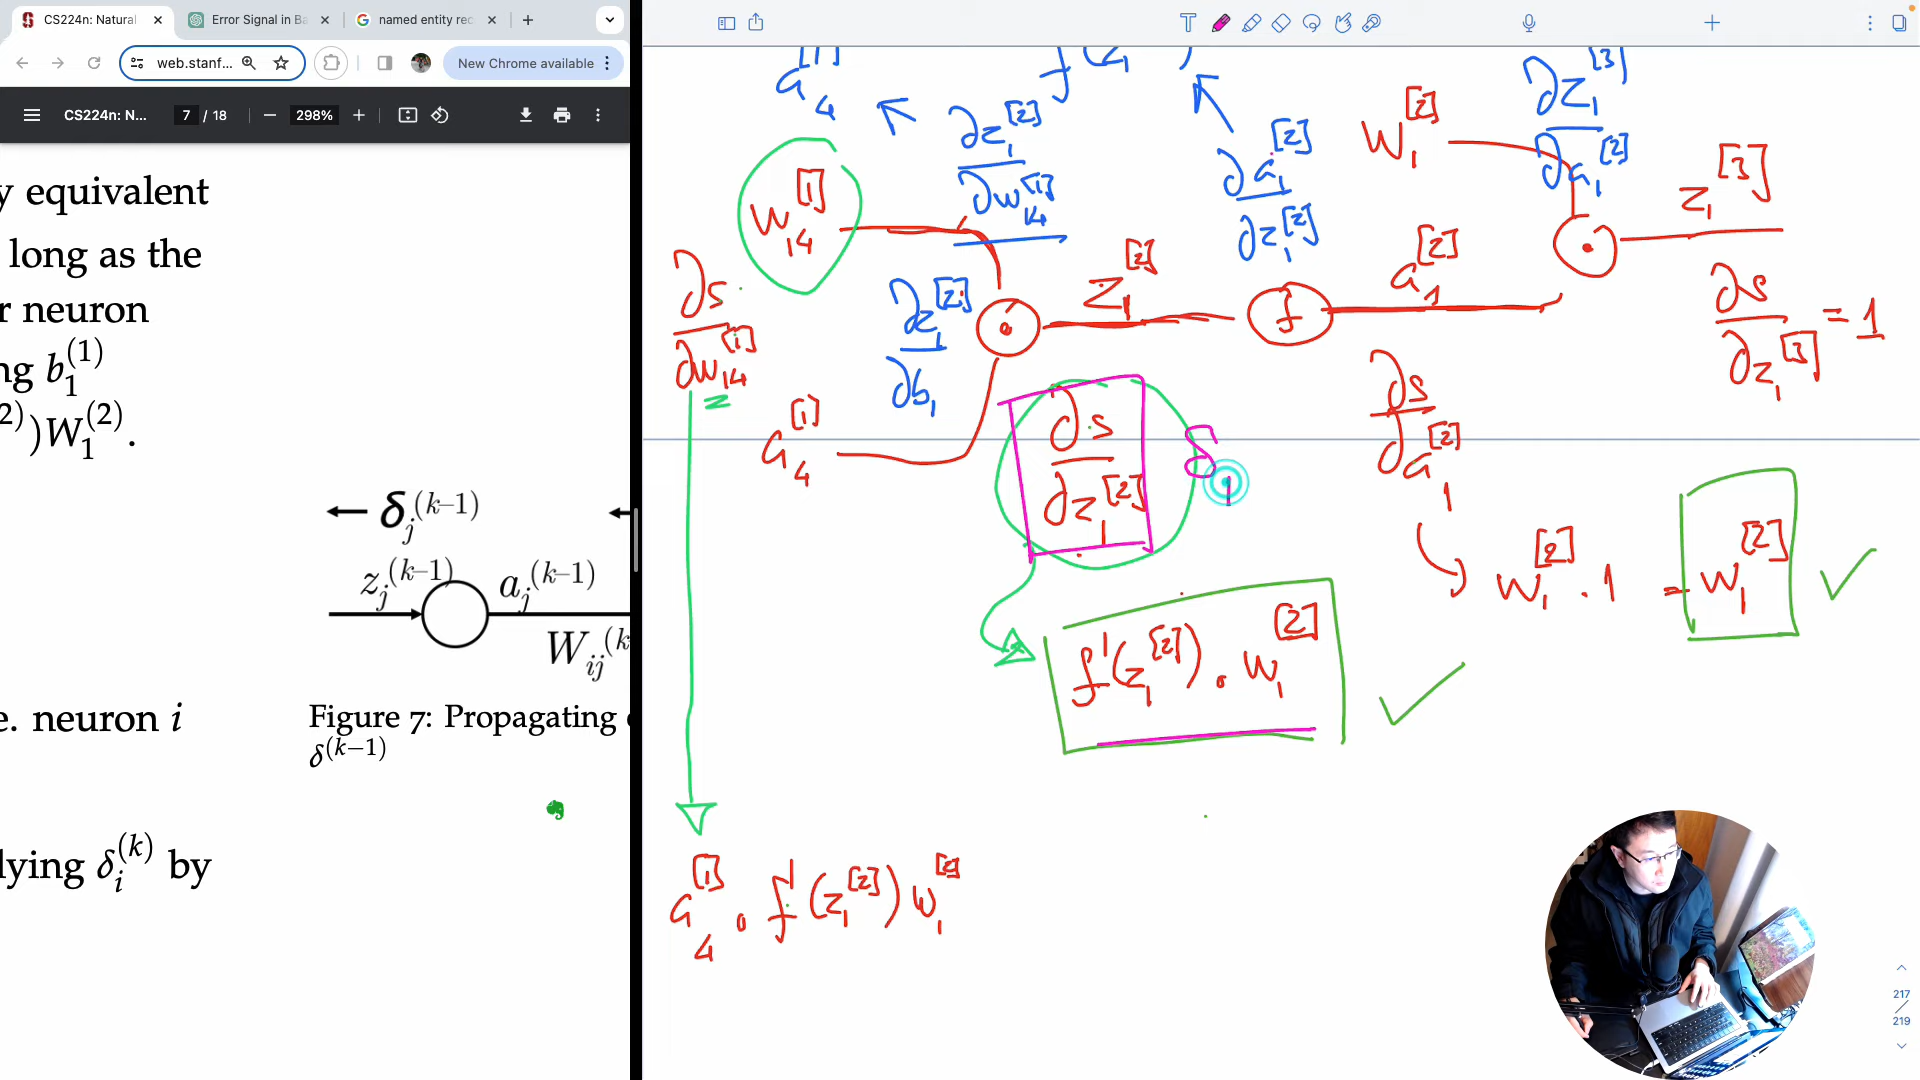 CS224n: Natural
Error Signal in Ba
named entity rec
web.stanf...
New Chrome available
CS224n: N...
7 / 18
298%
y equivalent
long as the
r neuron
ng b₁⁽¹⁾
2))W₁⁽²⁾.
← δⱼ⁽ᵏ⁻¹⁾
zⱼ⁽ᵏ⁻¹⁾ aⱼ⁽ᵏ⁻¹⁾
Wᵢⱼ⁽ᵏ
e. neuron i
Figure 7: Propagating
δ⁽ᵏ⁻¹⁾
lying δᵢ⁽ᵏ⁾ by
a₄
W₁₄^[1]
∂z₁^[2] / ∂w₁₄^[1]
∂a₁^[2] / ∂z₁^[2]
W₁^[2]
∂z₁^[3] / ∂a₁^[2]
z₁^[3]
∂s / ∂w₁₄^[1]
∂z₁^[2] / ∂b₁
z₁^[2]
f
a₁^[2]
∂s / ∂z₁^[3] = 1
a₄^[1]
∂s / ∂z₁^[2]
δ₁
∂s / ∂a₁^[2]
W₁^[2] · 1 = W₁^[2]
f'(z₁^[2]) · W₁^[2]
a₄^[1] · f'(z₁^[2]) W₁^[2]
217
/
219